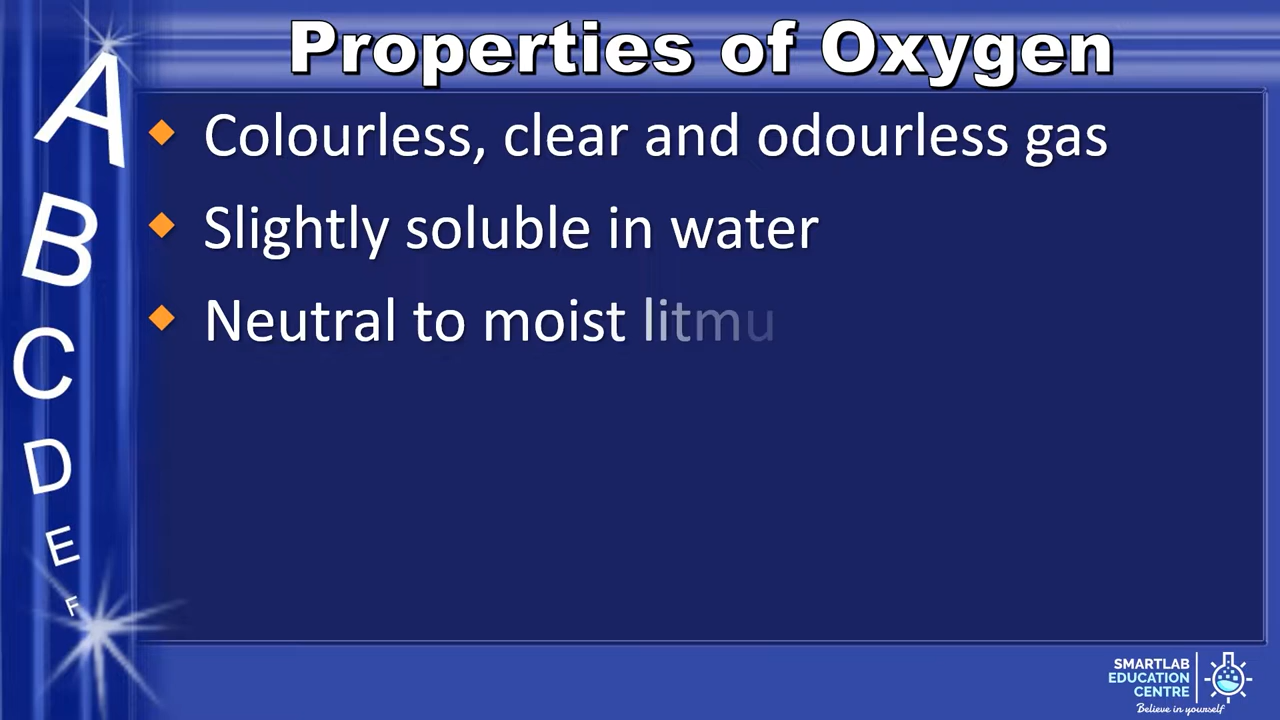 Properties of Oxygen
A
B
C
D
E
F
Colourless, clear and odourless gas
Slightly soluble in water
Neutral to moist litmu
SMARTLAB
EDUCATION
CENTRE
Believe in yourself